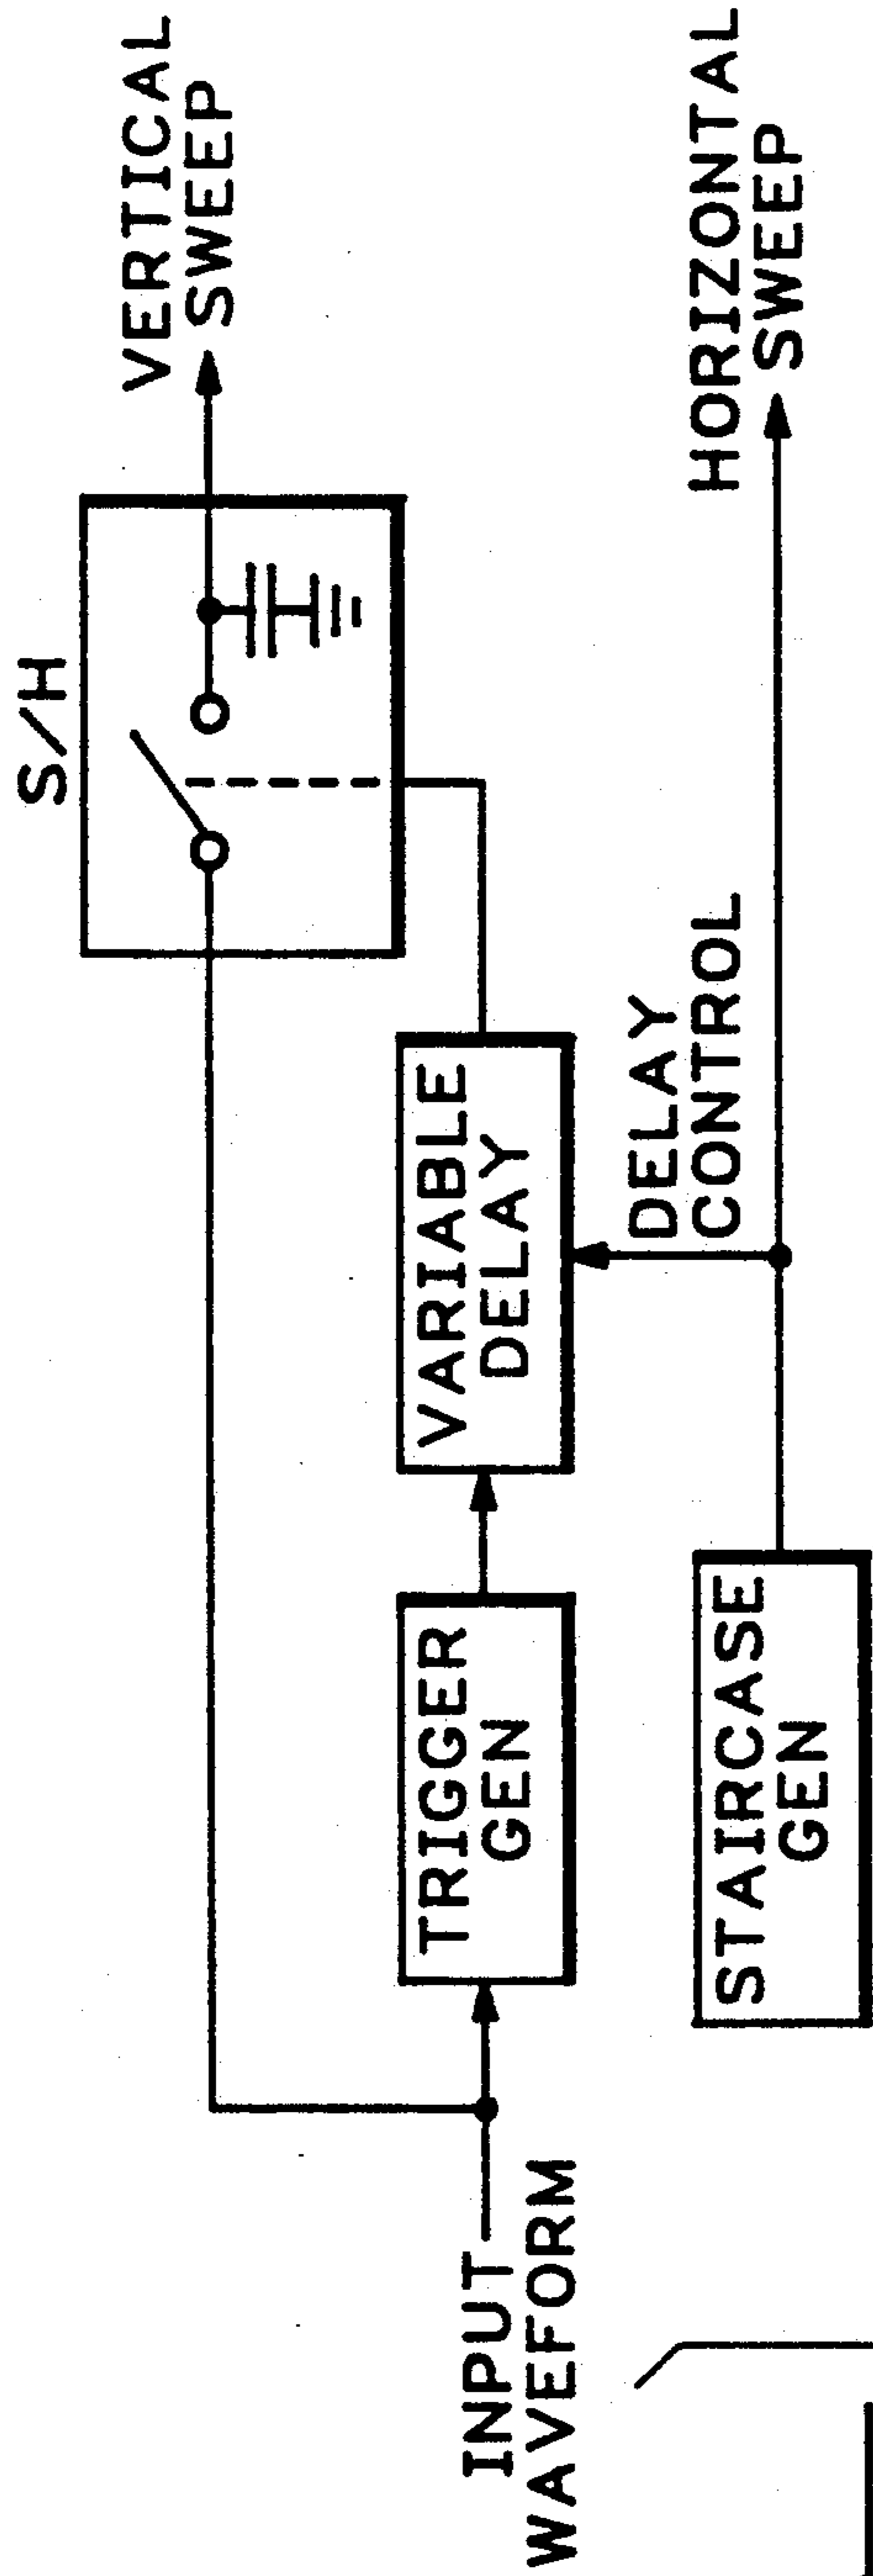 S/H
VERTICAL
SWEEP
INPUT
WAVEFORM
TRIGGER
GEN
VARIABLE
DELAY
DELAY
CONTROL
STAIRCASE
GEN
HORIZONTAL
SWEEP